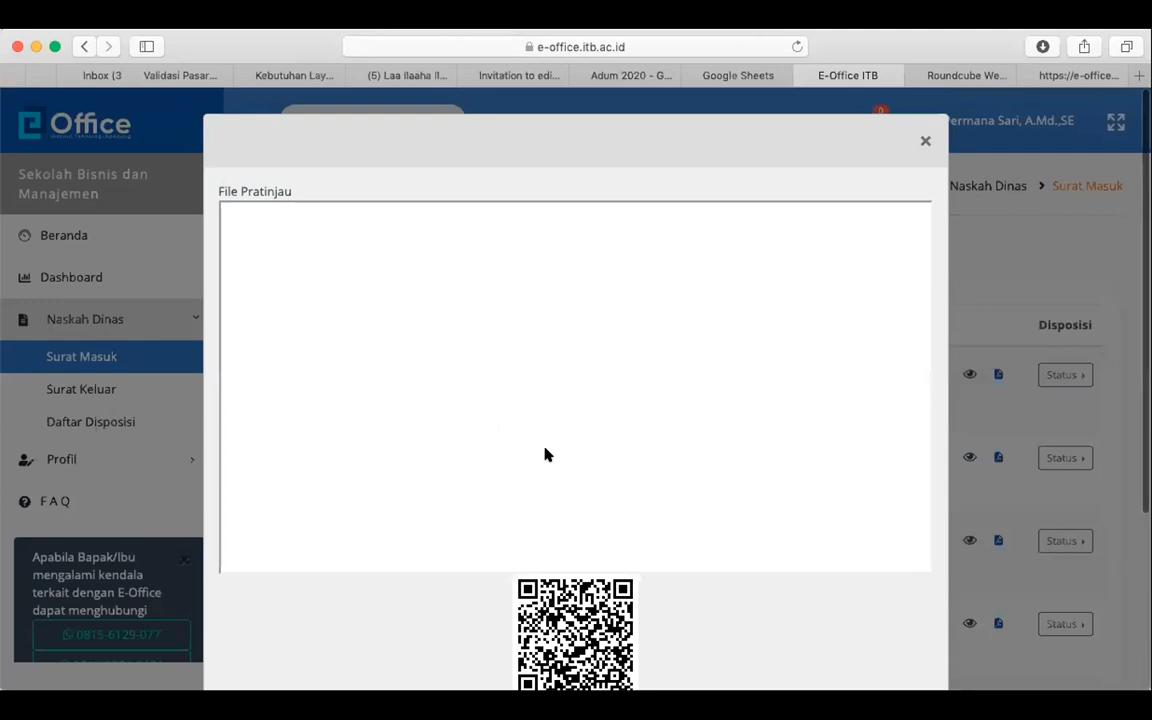 e-office.itb.ac.id
Inbox (3
Validasi Pasar...
Kebutuhan Lay...
(5) Laa ilaaha Il...
Invitation to edi...
Adum 2020 - G...
Google Sheets
E-Office ITB
Roundcube We...
https://e-office...
Office
ermana Sari, A.Md.,SE
Sekolah Bisnis dan
Manajemen
Naskah Dinas > Surat Masuk
File Pratinjau
Beranda
Dashboard
Naskah Dinas
Surat Masuk
Surat Keluar
Daftar Disposisi
Profil
F A Q
Disposisi
Status ›
Status ›
Status ›
Status ›
Apabila Bapak/Ibu
mengalami kendala
terkait dengan E-Office
dapat menghubungi
0815-6129-077